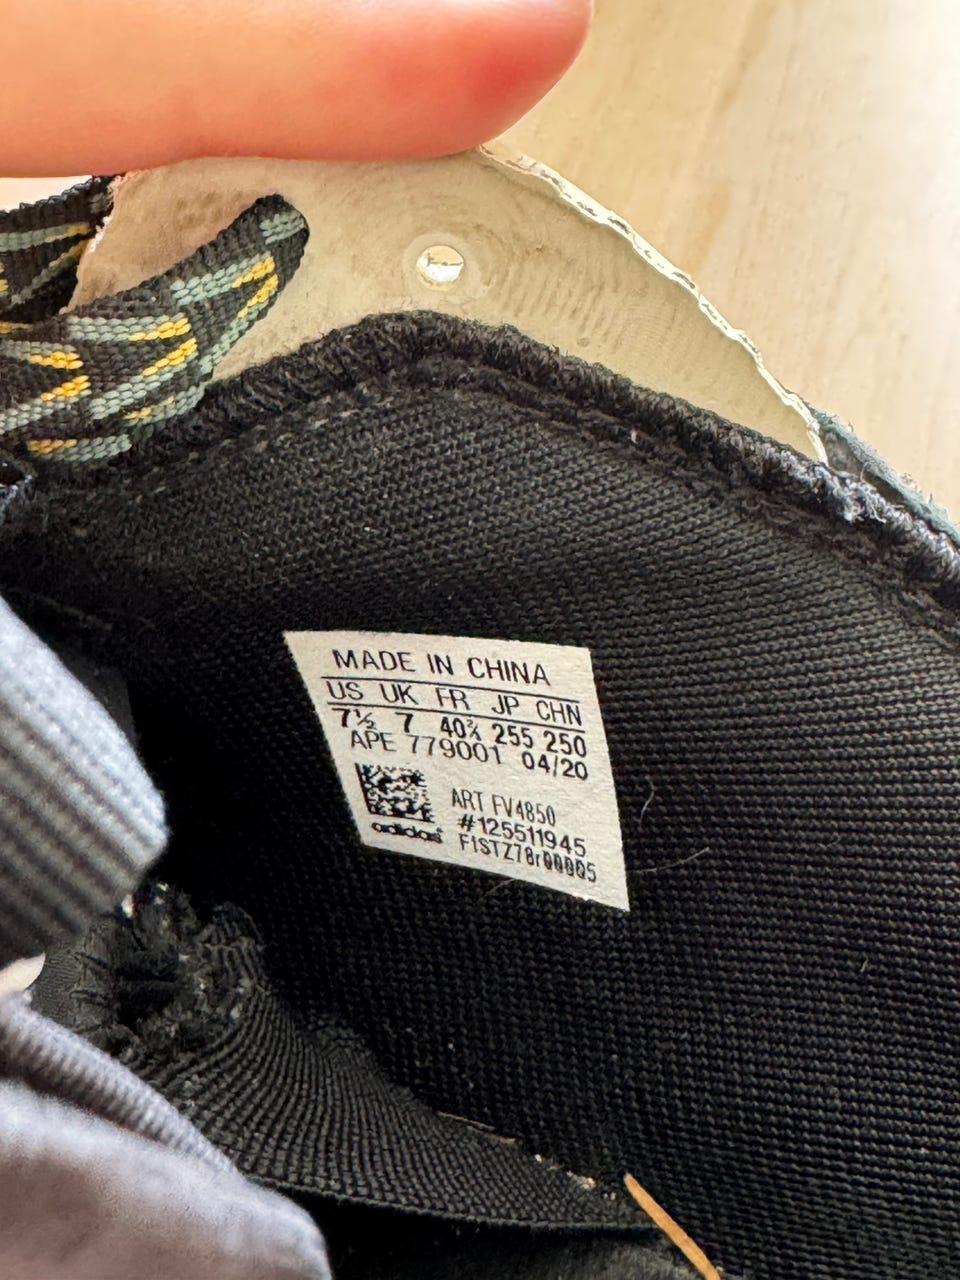 MADE IN CHINA
US UK FR JP CHN
7½ 7 40⅔ 255 250
APE 779001 04/20
ART FV4850
#125511945
adidas